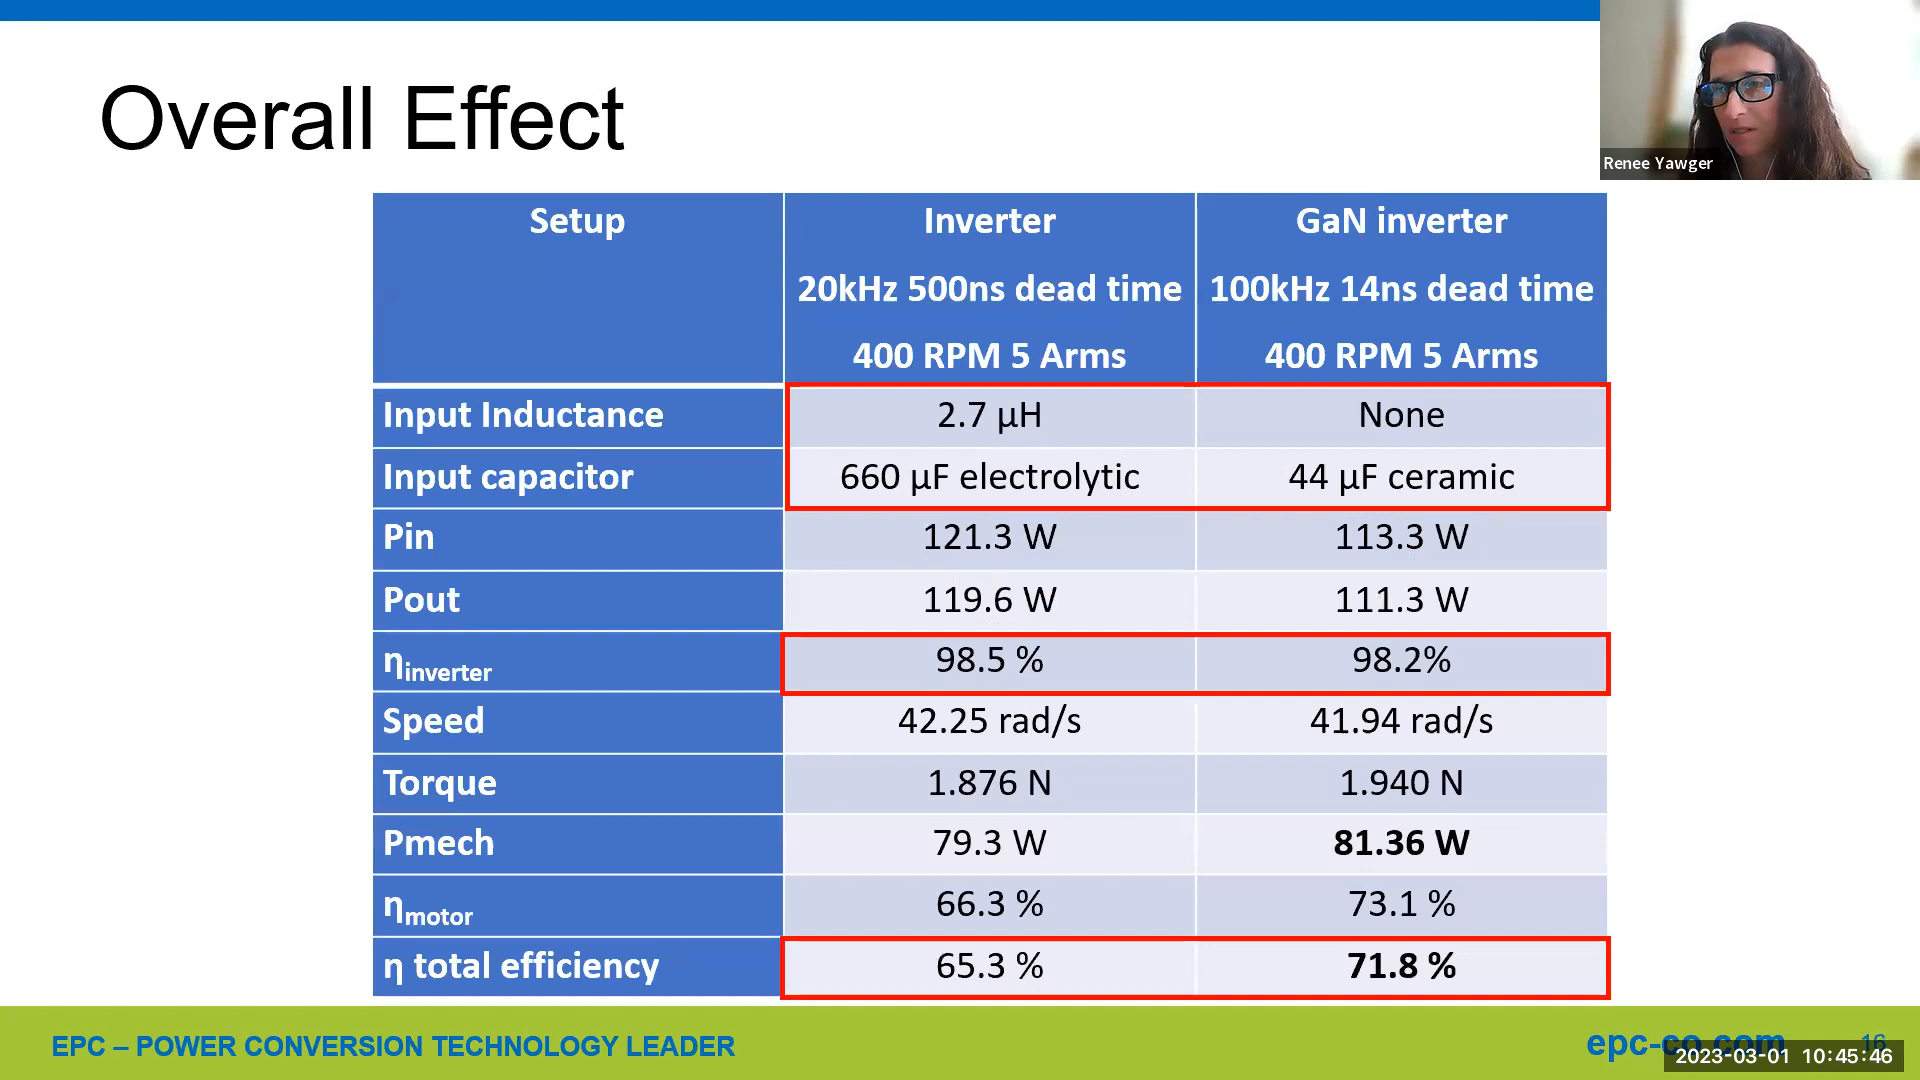 Overall Effect
Renee Yawger
Setup
Inverter
20kHz 500ns dead time
400 RPM 5 Arms
GaN inverter
100kHz 14ns dead time
400 RPM 5 Arms
Input Inductance 2.7 µH None
Input capacitor 660 µF electrolytic 44 µF ceramic
Pin 121.3 W 113.3 W
Pout 119.6 W 111.3 W
ηinverter 98.5 % 98.2%
Speed 42.25 rad/s 41.94 rad/s
Torque 1.876 N 1.940 N
Pmech 79.3 W 81.36 W
ηmotor 66.3 % 73.1 %
η total efficiency 65.3 % 71.8 %
EPC – POWER CONVERSION TECHNOLOGY LEADER
epc-co.com 16
2023-03-01 10:45:46